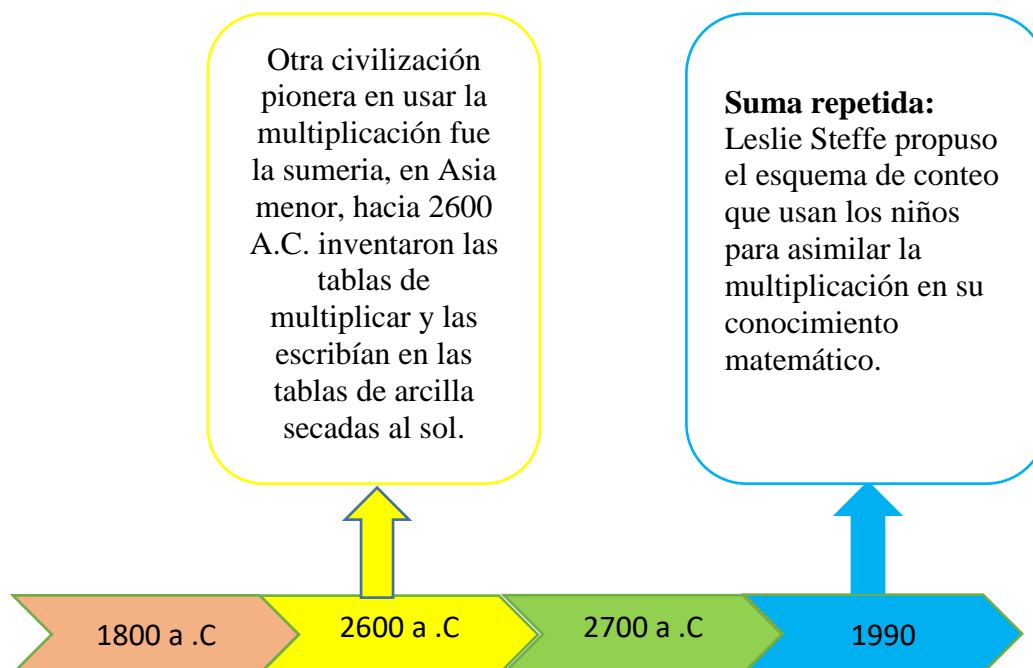 Otra civilización
pionera en usar la
multiplicación fue
la sumeria, en Asia
menor, hacia 2600
A.C. inventaron las
tablas de
multiplicar y las
escribían en las
tablas de arcilla
secadas al sol.
Suma repetida:
Leslie Steffe propuso
el esquema de conteo
que usan los niños
para asimilar la
multiplicación en su
conocimiento
matemático.
1800 a .C
2600 a .C
2700 a .C
1990